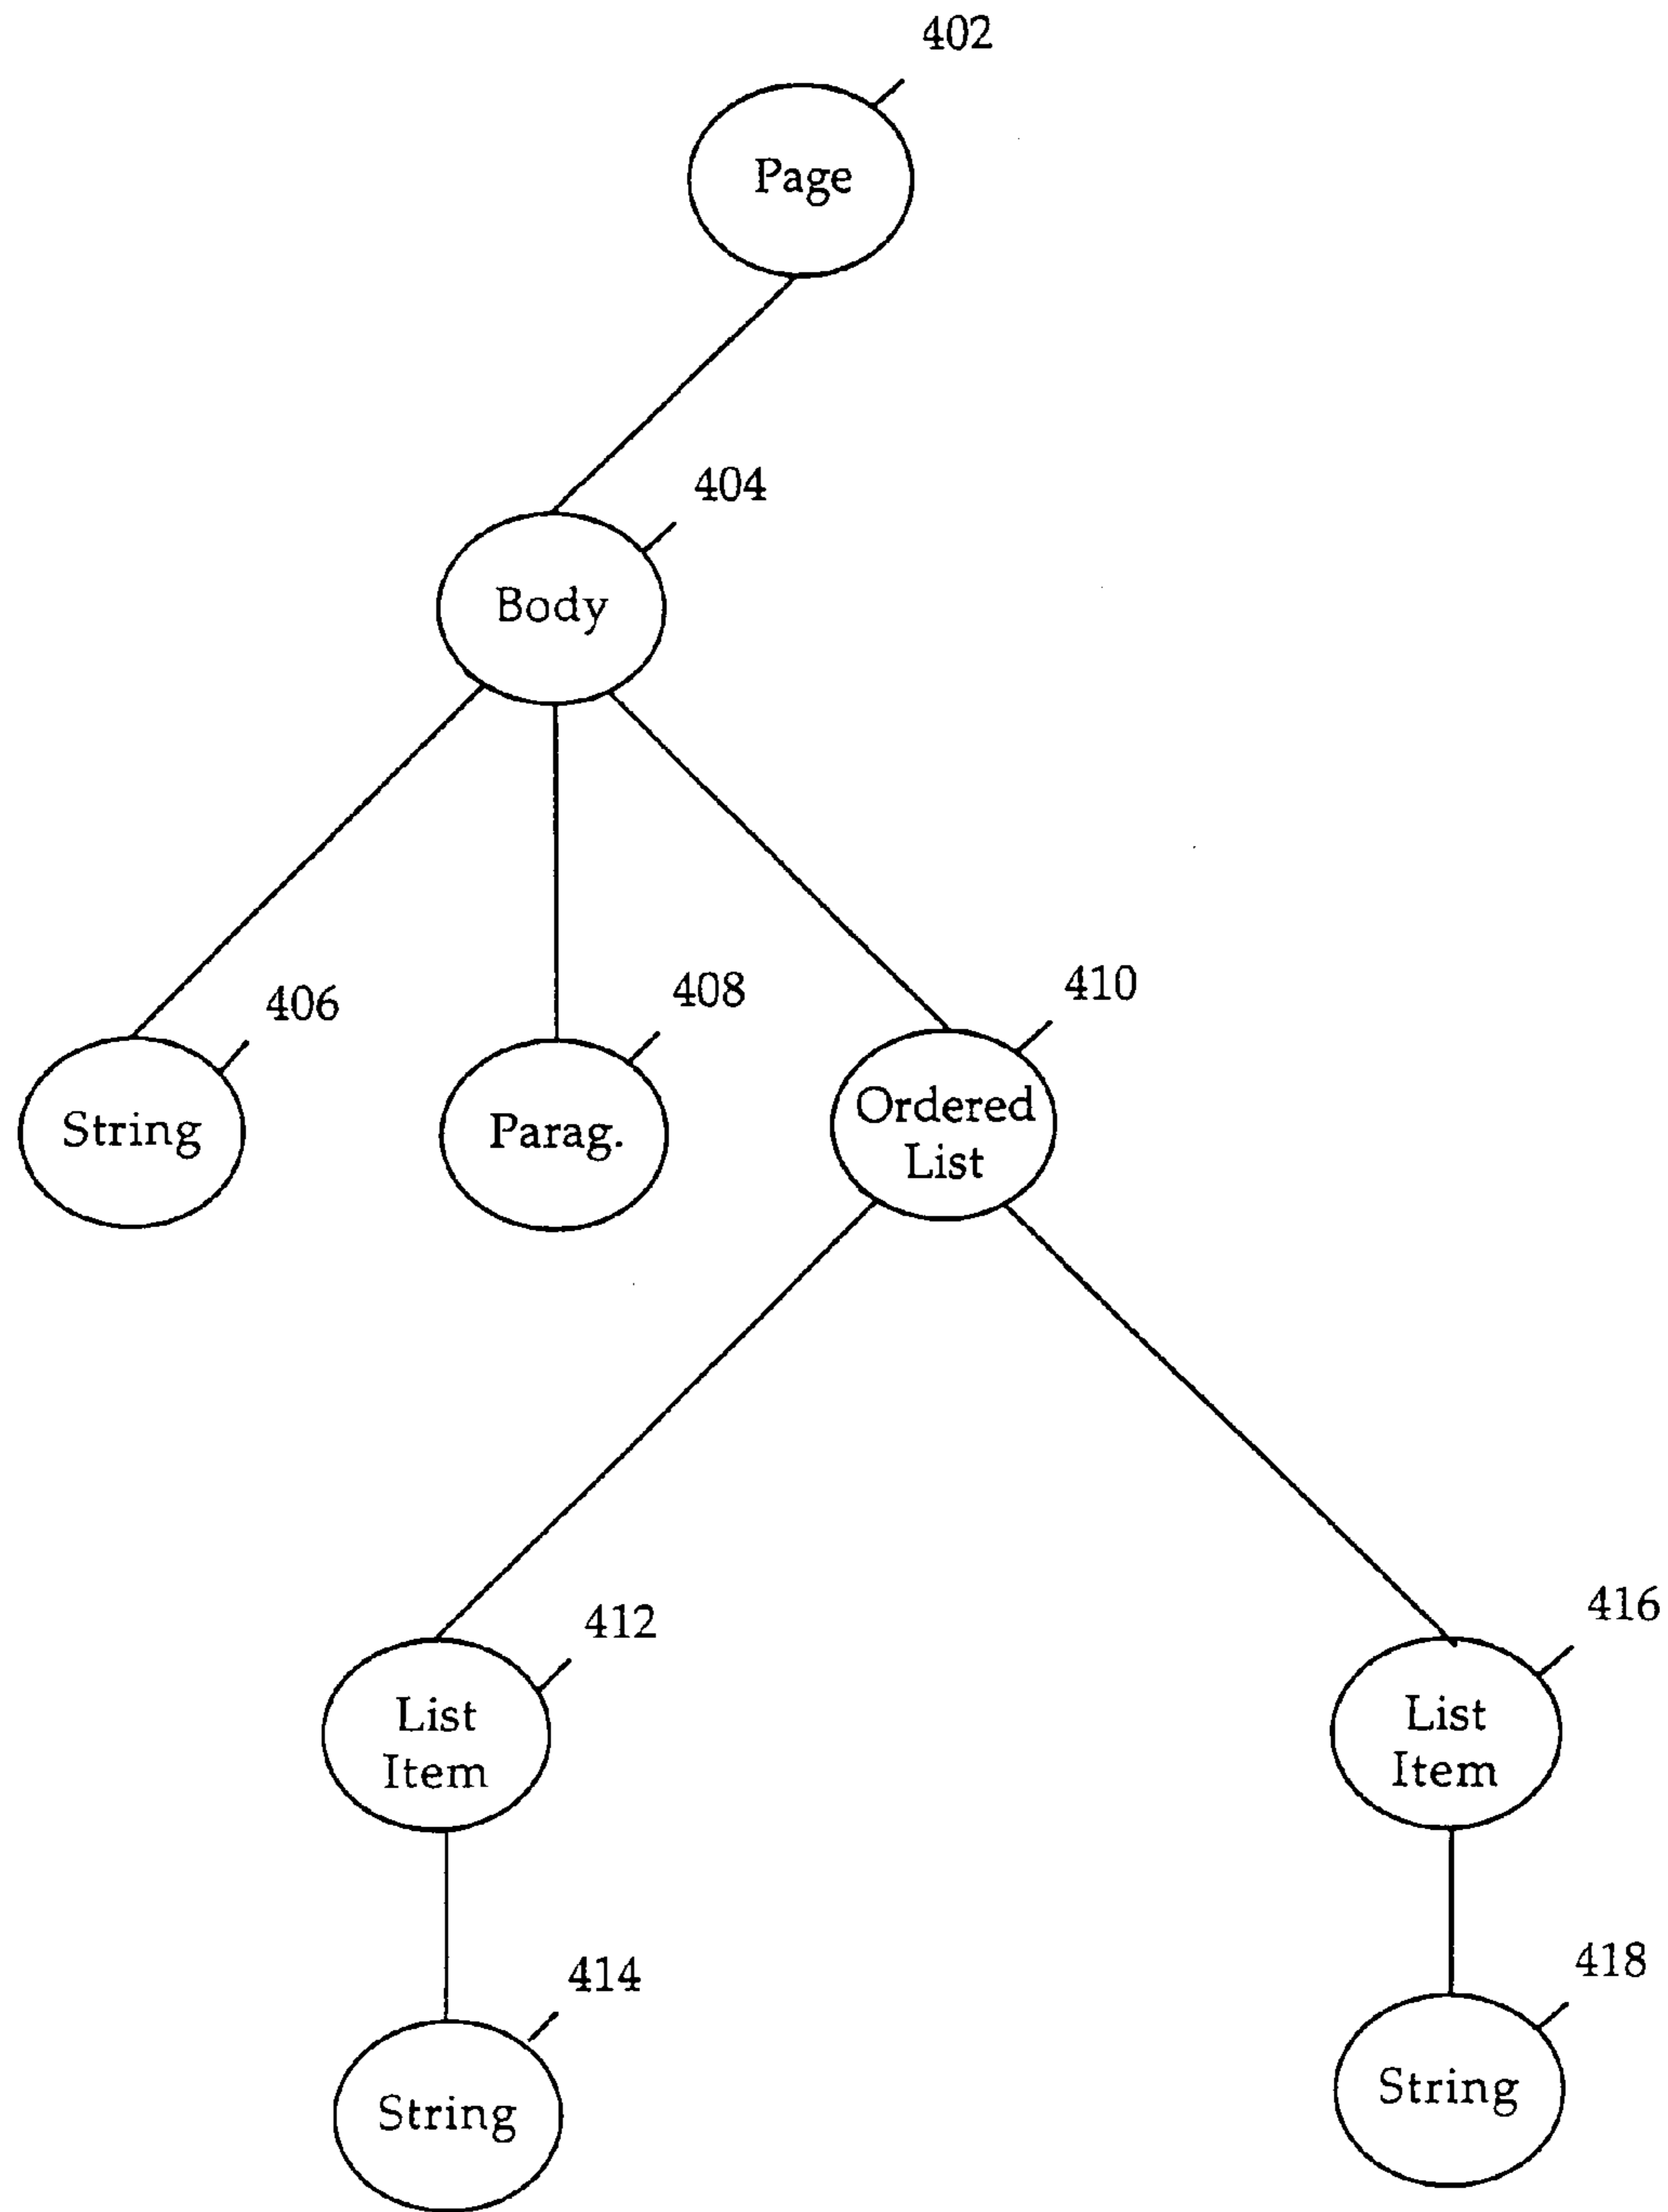 402
Page
404
Body
406
408
410
String
Parag.
Ordered
List
412
416
List
Item
List
Item
414
418
String
String